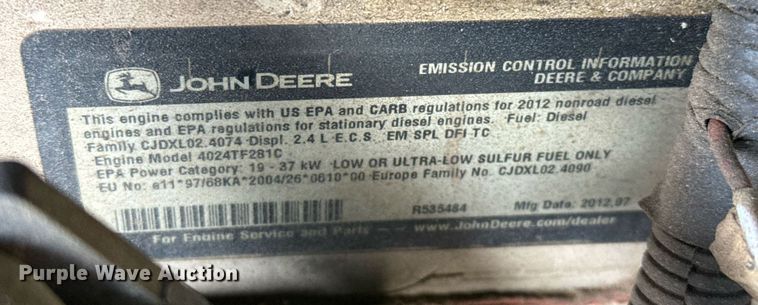 JOHN DEERE
EMISSION CONTROL INFORMATION
DEERE & COMPANY
This engine complies with US EPA and CARB regulations for 2012 nonroad diesel
engines and EPA regulations for stationary diesel engines. Fuel: Diesel
Family CJDXL02.4074 Displ. 2.4 L E.C.S. EM SPL DFI TC
Engine Model 4024TF281C
EPA Power Category: 19 - 37 kW LOW OR ULTRA-LOW SULFUR FUEL ONLY
EU No: e11*97/68KA*2004/26*0610*00 Europe Family No. CJDXL02.4090
R535484 Mfg Date: 2012,07
For Engine Service and Parts - - www.JohnDeere.com/dealer
Purple Wave Auction